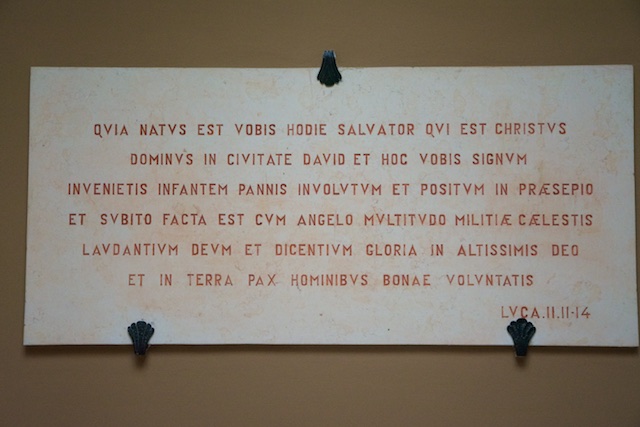 QVIA NATVS EST VOBIS HODIE SALVATOR QVI EST CHRISTVS
DOMINVS IN CIVITATE DAVID ET HOC VOBIS SIGNVM
INVENIETIS INFANTEM PANNIS INVOLVTVM ET POSITVM IN PRÆSEPIO
ET SVBITO FACTA EST CVM ANGELO MVLTITVDO MILITIÆ CÆLESTIS
LAVDANTIVM DEVM ET DICENTIVM GLORIA IN ALTISSIMIS DEO
ET IN TERRA PAX HOMINIBVS BONAE VOLVNTATIS
LVCA.II.II-14